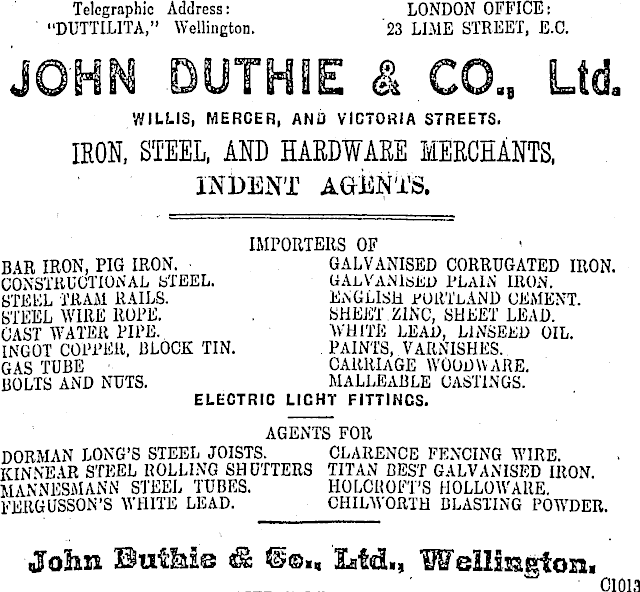 Telegraphic Address: LONDON OFFICE:
"DUTTILITA," Wellington. 23 LIME STREET, E.C.
JOHN DUTHIE & CO., Ltd.
WILLIS, MERCER, AND VICTORIA STREETS.
IRON, STEEL, AND HARDWARE MERCHANTS,
INDENT AGENTS.
IMPORTERS OF
BAR IRON, PIG IRON. GALVANISED CORRUGATED IRON.
CONSTRUCTIONAL STEEL. GALVANISED PLAIN IRON.
STEEL TRAM RAILS. ENGLISH PORTLAND CEMENT.
STEEL WIRE ROPE. SHEET ZINC, SHEET LEAD.
CAST WATER PIPE. WHITE LEAD, LINSEED OIL.
INGOT COPPER, BLOCK TIN. PAINTS, VARNISHES.
GAS TUBE CARRIAGE WOODWARE.
BOLTS AND NUTS. MALLEABLE CASTINGS.
ELECTRIC LIGHT FITTINGS.
AGENTS FOR
DORMAN LONG'S STEEL JOISTS. CLARENCE FENCING WIRE.
KINNEAR STEEL ROLLING SHUTTERS TITAN BEST GALVANISED IRON.
MANNESMANN STEEL TUBES. HOLCROFT'S HOLLOWARE.
FERGUSSON'S WHITE LEAD. CHILWORTH BLASTING POWDER.
John Duthie & Co., Ltd., Wellington.
C1013